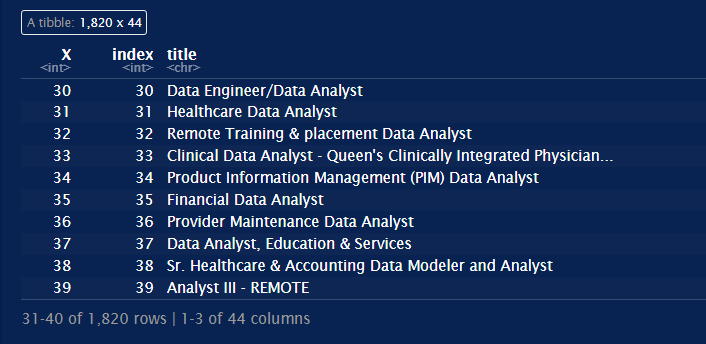 A tibble: 1,820 x 44
X index title
<int> <int> <chr>
30 30 Data Engineer/Data Analyst
31 31 Healthcare Data Analyst
32 32 Remote Training & placement Data Analyst
33 33 Clinical Data Analyst - Queen's Clinically Integrated Physician...
34 34 Product Information Management (PIM) Data Analyst
35 35 Financial Data Analyst
36 36 Provider Maintenance Data Analyst
37 37 Data Analyst, Education & Services
38 38 Sr. Healthcare & Accounting Data Modeler and Analyst
39 39 Analyst III - REMOTE
31-40 of 1,820 rows | 1-3 of 44 columns